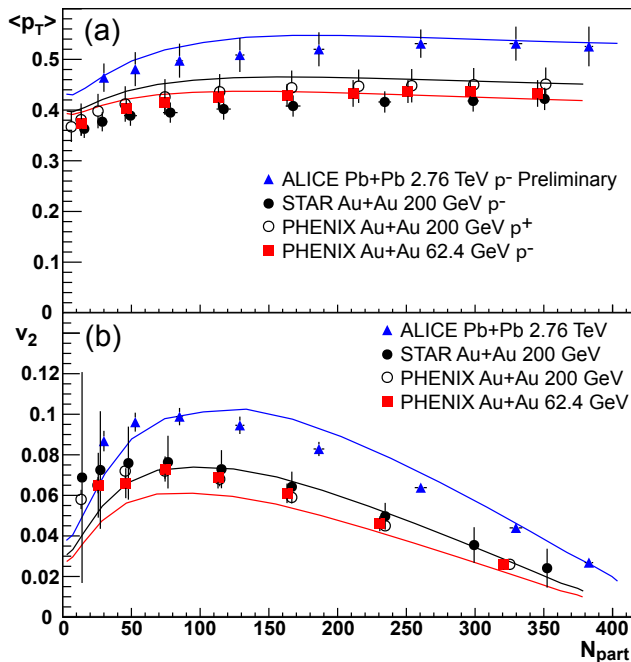 <p_T>
(a)
0.5
0.4
0.3
0.2
0.1
0
ALICE Pb+Pb 2.76 TeV p- Preliminary
STAR Au+Au 200 GeV p-
PHENIX Au+Au 200 GeV p+
PHENIX Au+Au 62.4 GeV p-
v_2
(b)
0.12
0.1
0.08
0.06
0.04
0.02
0
ALICE Pb+Pb 2.76 TeV
STAR Au+Au 200 GeV
PHENIX Au+Au 200 GeV
PHENIX Au+Au 62.4 GeV
0 50 100 150 200 250 300 350 400
N_part